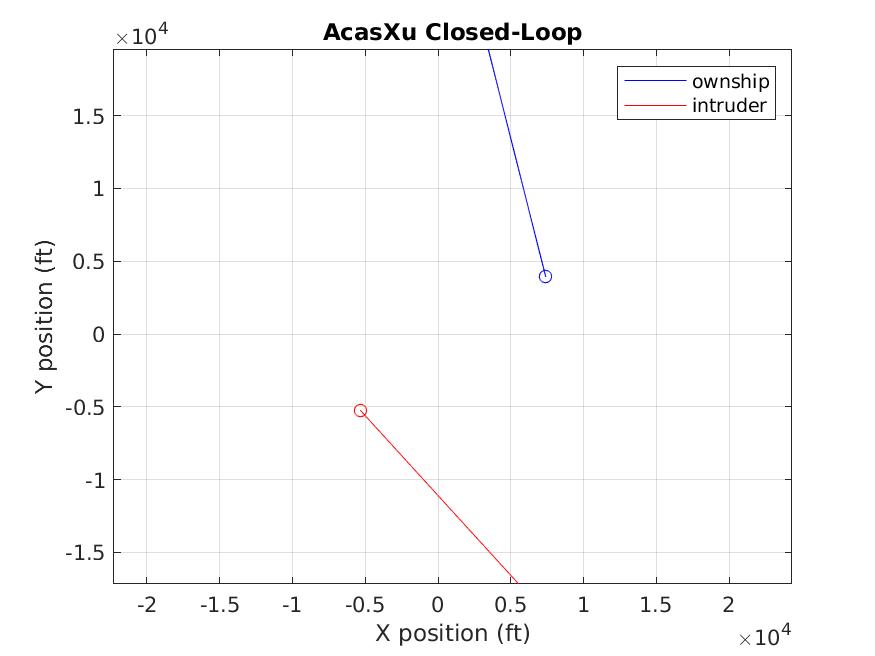 AcasXu Closed-Loop
×10^4
ownship
intruder
1.5
1
0.5
0
-0.5
-1
-1.5
Y position (ft)
-2 -1.5 -1 -0.5 0 0.5 1 1.5 2
X position (ft)
×10^4